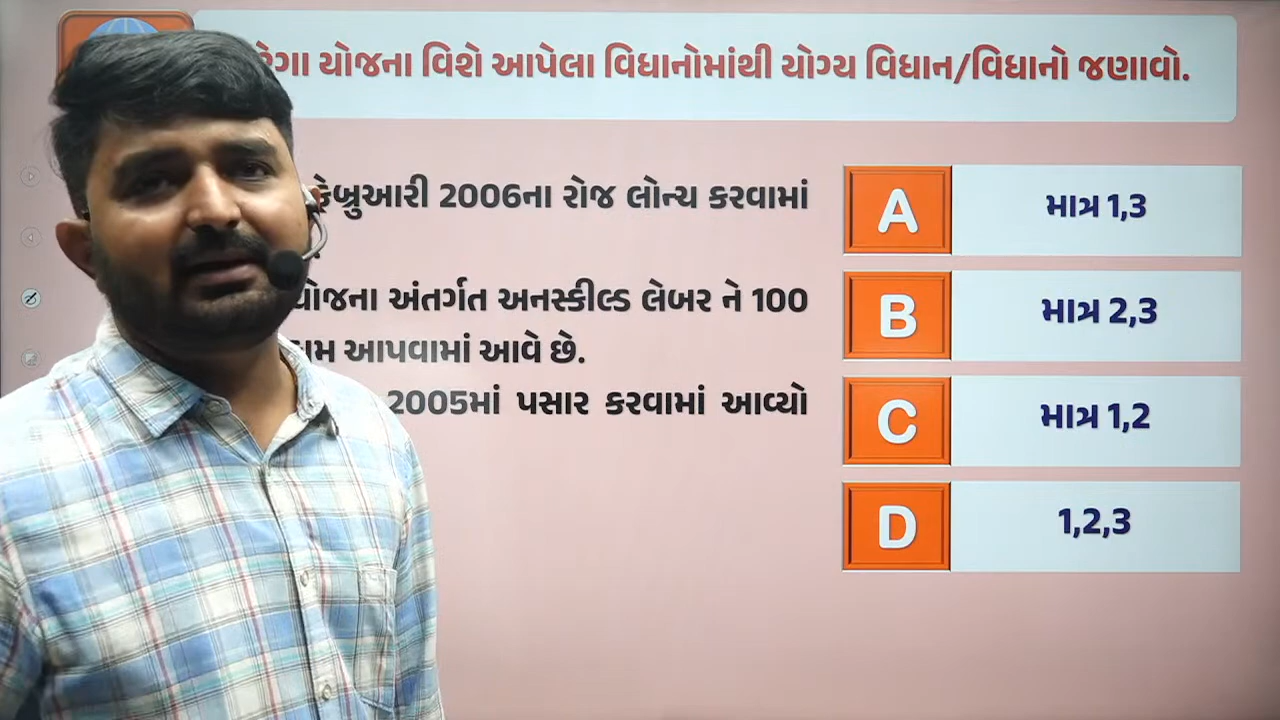 યોજના વિશે આપેલા વિધાનોમાંથી યોગ્ય વિધાન/વિધાનો જણાવો.
2006ના રોજ લોન્ચ કરવામાં
યોજના અંતર્ગત અનસ્કીલ્ડ લેબર ને 100
આપવામાં આવે છે.
2005માં પસાર કરવામાં આવ્યો
A માત્ર 1,3
B માત્ર 2,3
C માત્ર 1,2
D 1,2,3